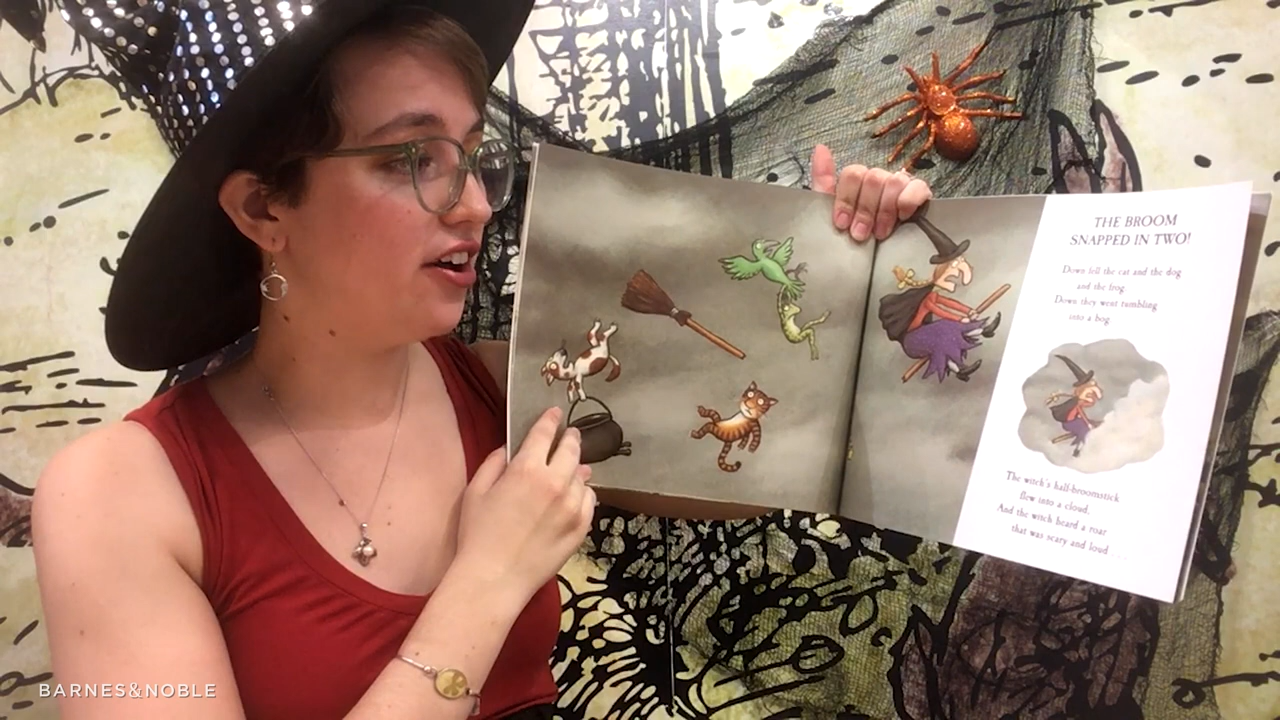 THE BROOM
SNAPPED IN TWO!
Down fell the cat and the dog
and the frog.
Down they went tumbling
into a bog.
The witch's half-broomstick
flew into a cloud,
And the witch heard a roar
that was scary and loud . . .
BARNES&NOBLE